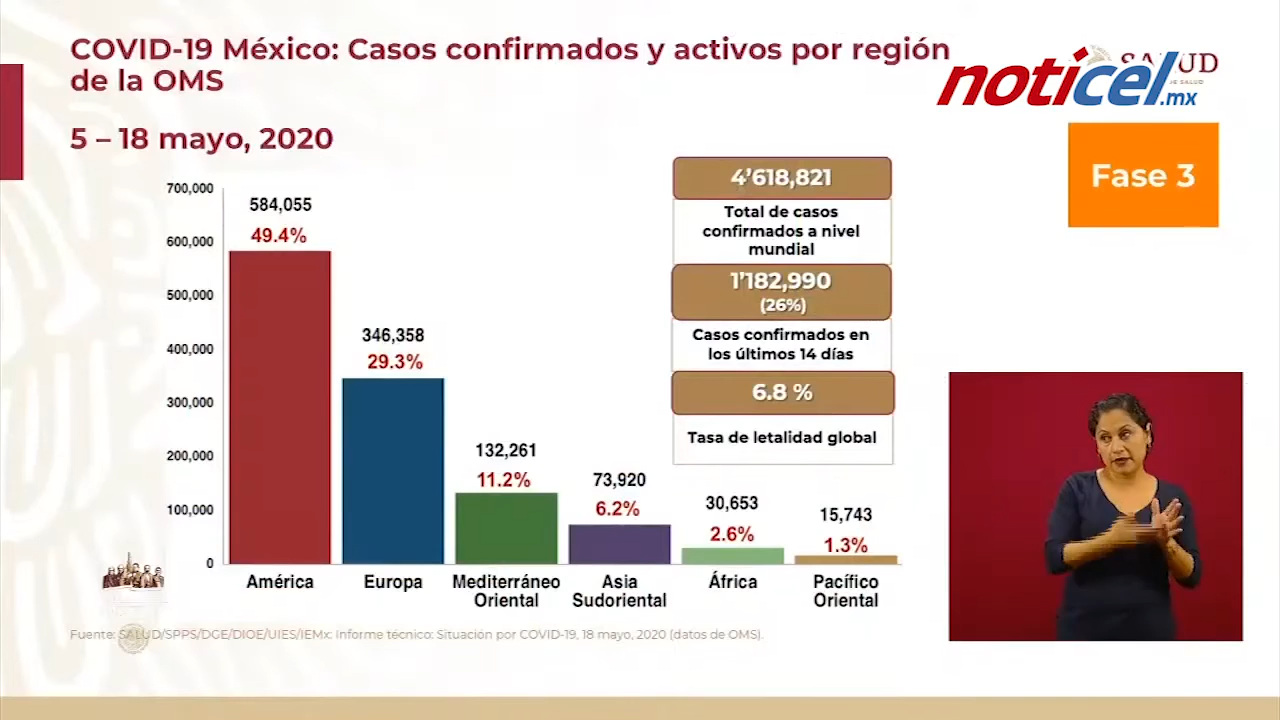 COVID-19 México: Casos confirmados y activos por región
de la OMS
5 – 18 mayo, 2020
noticel.mx
SALUD
Fase 3
4’618,821
Total de casos
confirmados a nivel
mundial
1’182,990
(26%)
Casos confirmados en
los últimos 14 días
6.8 %
Tasa de letalidad global
700,000
600,000
500,000
400,000
300,000
200,000
100,000
0
584,055
49.4%
346,358
29.3%
132,261
11.2%
73,920
6.2%
30,653
2.6%
15,743
1.3%
América
Europa
Mediterráneo
Oriental
Asia
Sudoriental
África
Pacífico
Oriental
Fuente: SALUD/SPPS/DGE/DIOE/UIES/IEMx: Informe técnico: Situación por COVID-19, 18 mayo, 2020 (datos de OMS).